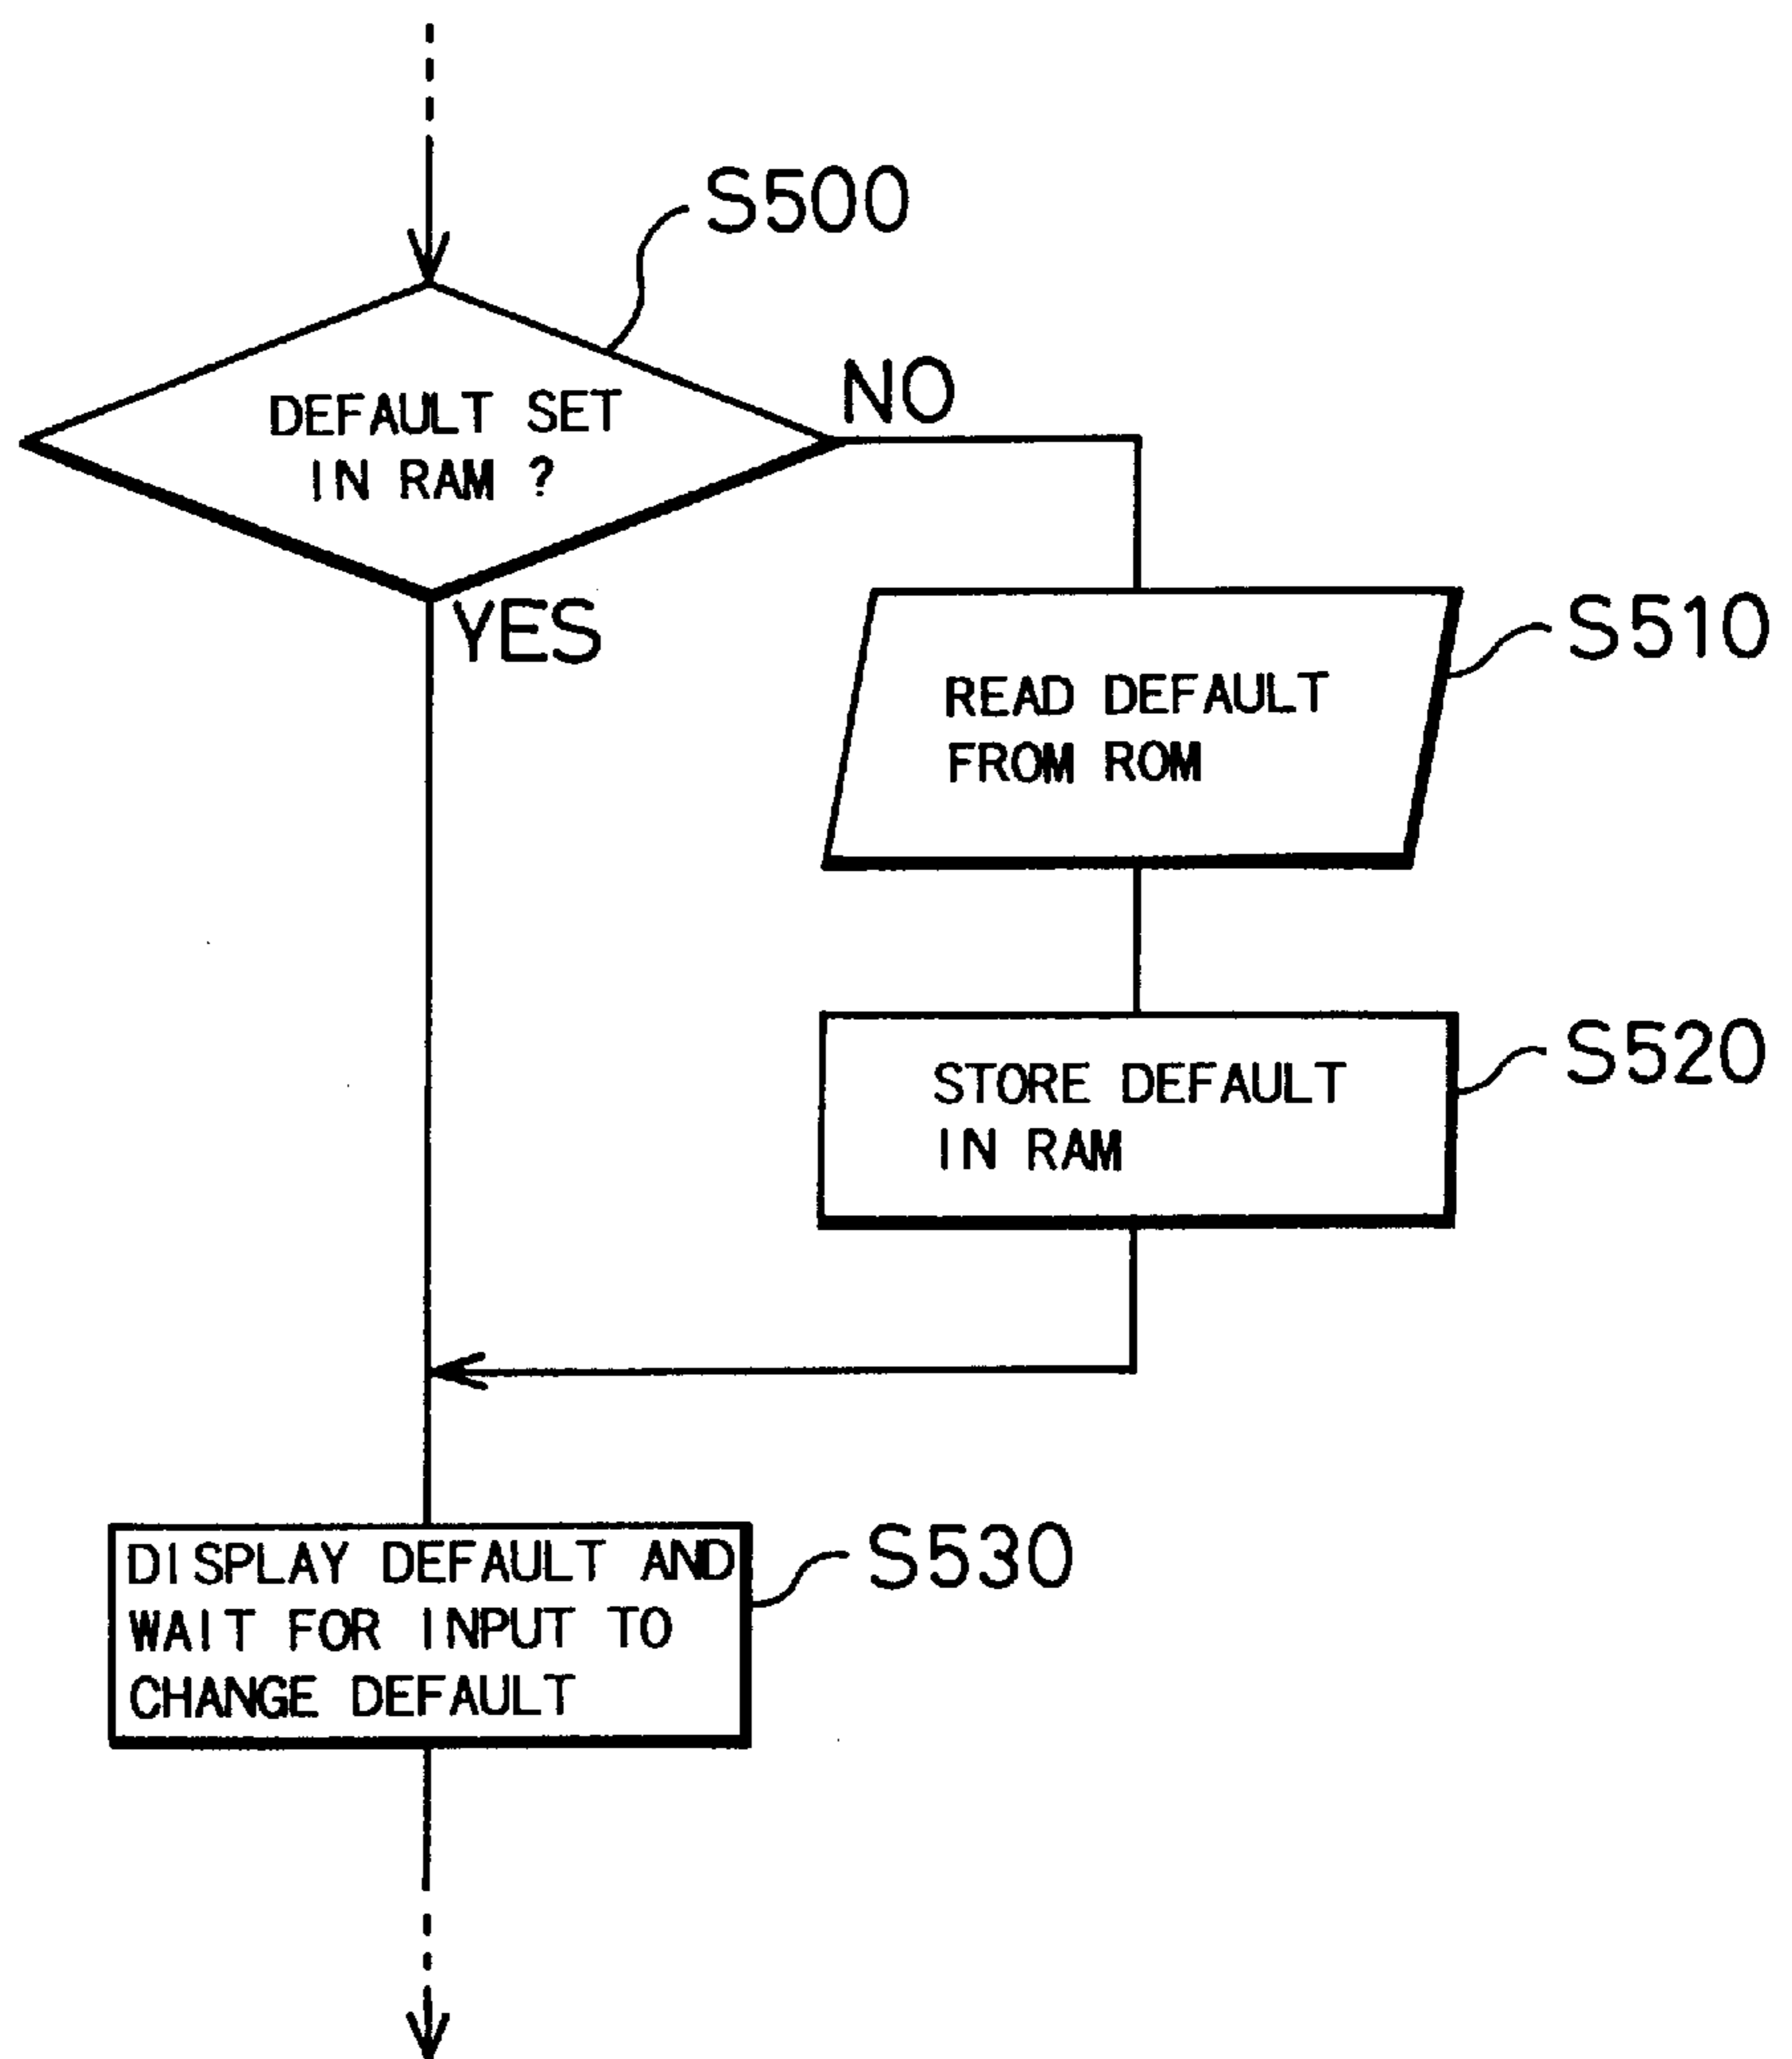 S500
DEFAULT SET
IN RAM ?
NO
YES
S510
READ DEFAULT
FROM ROM
S520
STORE DEFAULT
IN RAM
S530
DISPLAY DEFAULT AND
WAIT FOR INPUT TO
CHANGE DEFAULT